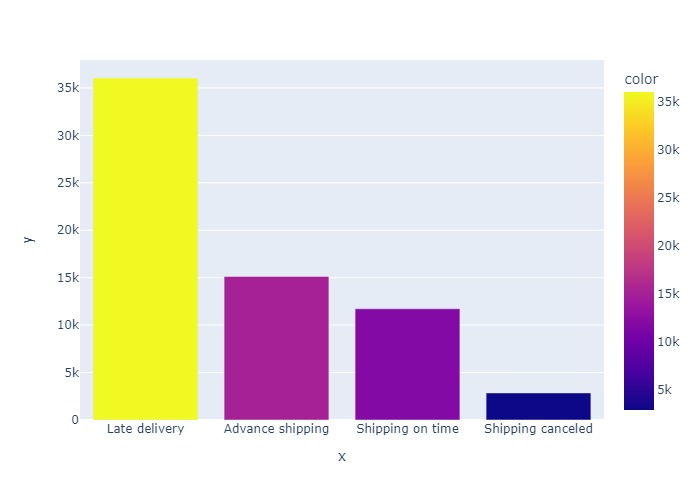 color
35k
30k
25k
20k
15k
10k
5k
0
y
35k
30k
25k
20k
15k
10k
5k
Late delivery Advance shipping Shipping on time Shipping canceled
x